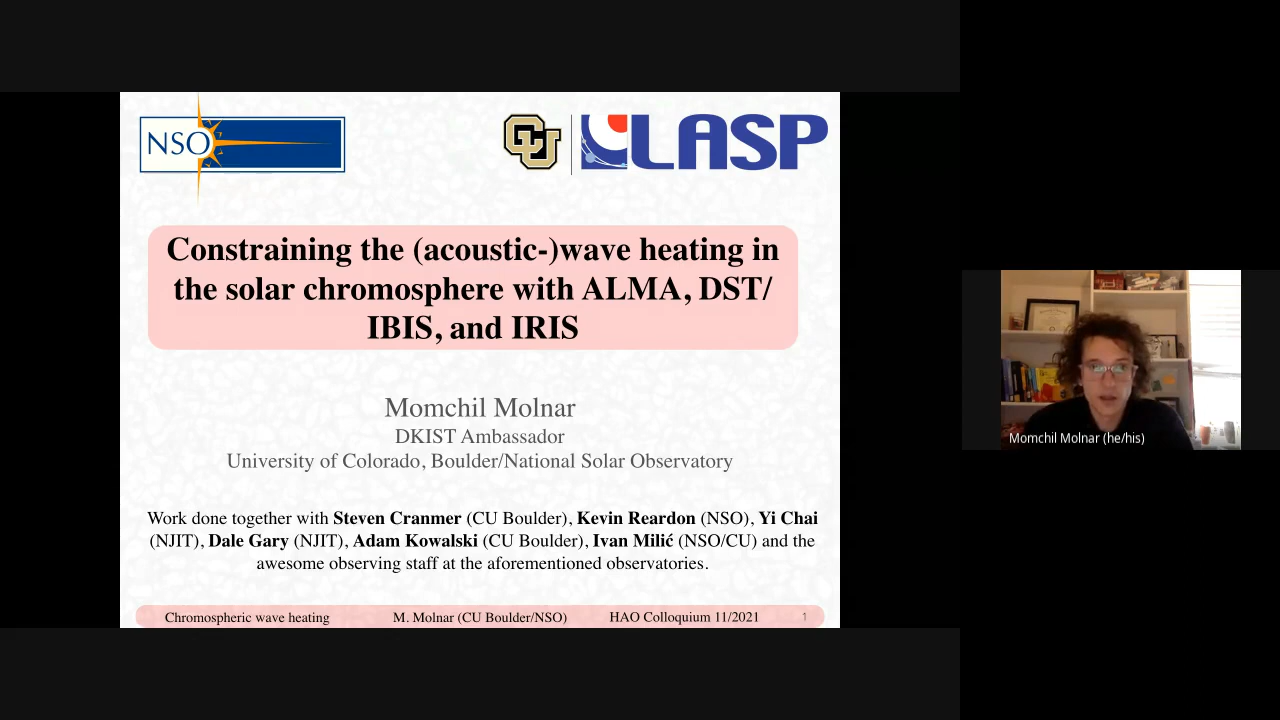 NSO
CU
LASP
Constraining the (acoustic-)wave heating in
the solar chromosphere with ALMA, DST/
IBIS, and IRIS
Momchil Molnar
DKIST Ambassador
University of Colorado, Boulder/National Solar Observatory
Work done together with Steven Cranmer (CU Boulder), Kevin Reardon (NSO), Yi Chai
(NJIT), Dale Gary (NJIT), Adam Kowalski (CU Boulder), Ivan Milić (NSO/CU) and the
awesome observing staff at the aforementioned observatories.
Chromospheric wave heating M. Molnar (CU Boulder/NSO) HAO Colloquium 11/2021 1
Momchil Molnar (he/his)